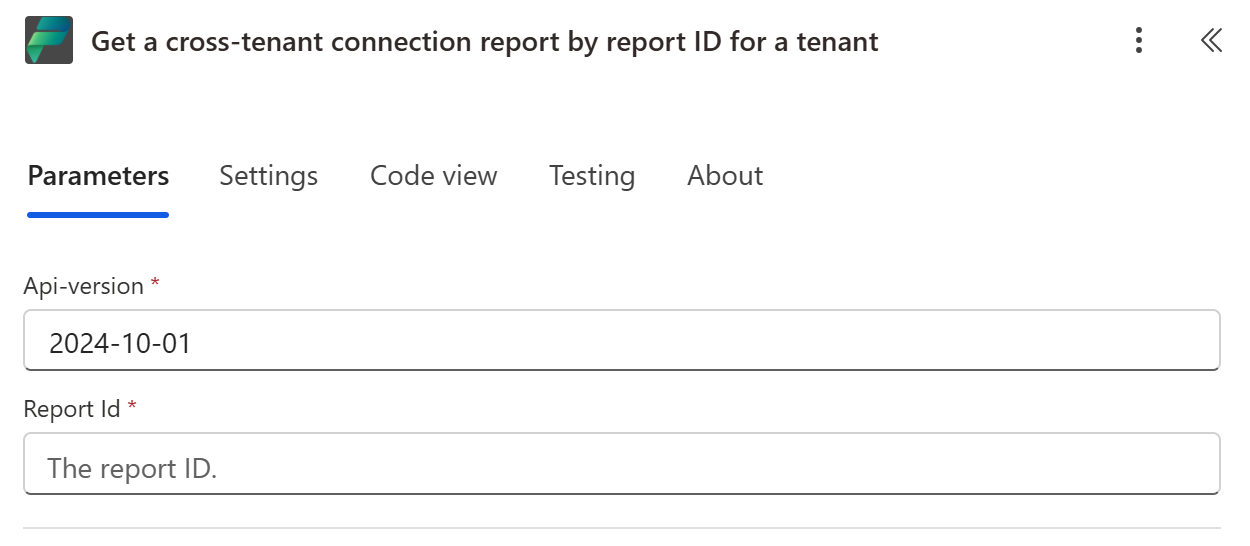 Get a cross-tenant connection report by report ID for a tenant
Parameters Settings Code view Testing About
Api-version *
2024-10-01
Report Id *
The report ID.